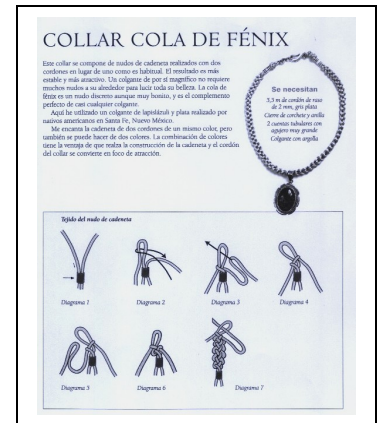 COLLAR COLA DE FÉNIX
Este collar se compone de nudos de cadeneta realizados con dos
cordones en lugar de uno como es habitual. El resultado es más
estable y más atractivo. Un colgante de por sí magnífico no requiere
muchos nudos a su alrededor para lucir toda su belleza. La cola de
fénix es un nudo discreto aunque muy bonito, y es el complemento
perfecto de casi cualquier colgante.
Aquí he utilizado un colgante de lapislázuli y plata realizado por
nativos americanos en Santa Fe, Nuevo México.
Me encanta la cadeneta de dos cordones de un mismo color, pero
también se puede hacer de dos colores. La combinación de colores
tiene la ventaja de que realza la construcción de la cadeneta y el cordón
del collar se convierte en foco de atracción.
Se necesitan
3,3 m de cordón de raso
de 2 mm, gris plata
Cierre de corchete y anilla
2 cuentas tubulares con
agujero muy grande
Colgante con argolla
Tejido del nudo de cadeneta
Diagrama 1
Diagrama 2
Diagrama 3
Diagrama 4
Diagrama 5
Diagrama 6
Diagrama 7